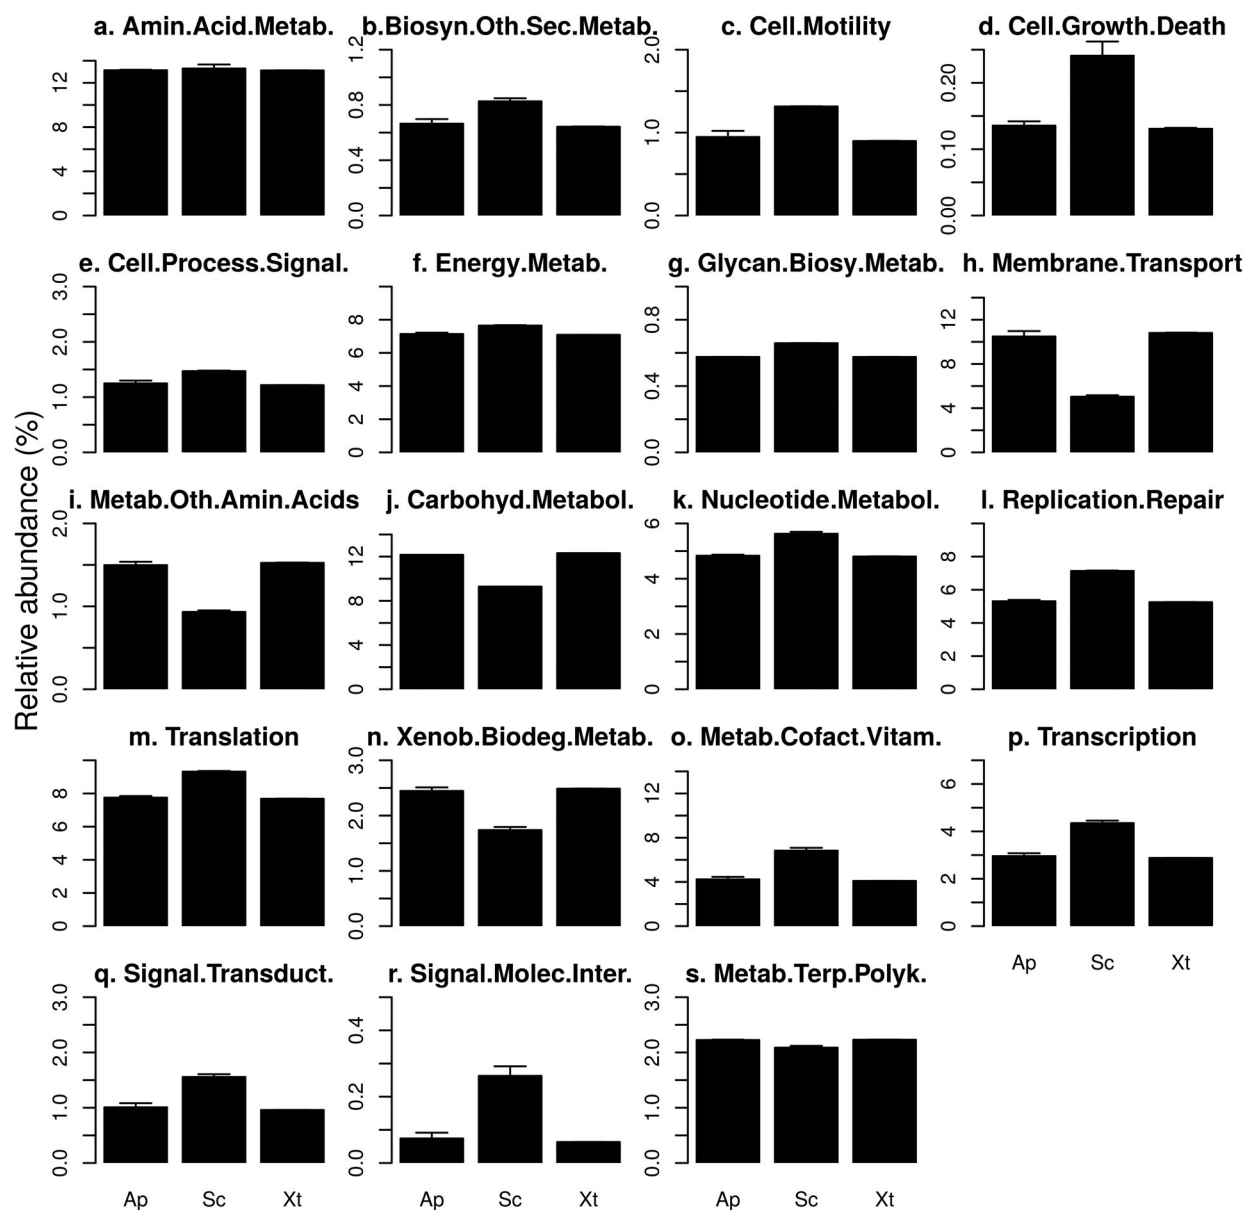 a. Amin.Acid.Metab.
0 4 8 12
b.Biosyn.Oth.Sec.Metab.
0.0 0.4 0.8 1.2
c. Cell.Motility
0.0 1.0 2.0
d. Cell.Growth.Death
0.00 0.10 0.20
Relative abundance (%)
e. Cell.Process.Signal.
0.0 1.0 2.0 3.0
f. Energy.Metab.
0 2 4 6 8
g. Glycan.Biosy.Metab.
0.0 0.4 0.8
h. Membrane.Transport
0 4 8 12
i. Metab.Oth.Amin.Acids
0.0 1.0 2.0
j. Carbohyd.Metabol.
0 4 8 12
k. Nucleotide.Metabol.
0 2 4 6
l. Replication.Repair
0 2 4 6 8
m. Translation
0 2 4 6 8
n. Xenob.Biodeg.Metab.
0.0 1.0 2.0 3.0
o. Metab.Cofact.Vitam.
0 4 8 12
p. Transcription
0 2 4 6
Ap Sc Xt
q. Signal.Transduct.
0.0 1.0 2.0 3.0
Ap Sc Xt
r. Signal.Molec.Inter.
0.0 0.2 0.4
Ap Sc Xt
s. Metab.Terp.Polyk.
0.0 1.0 2.0 3.0
Ap Sc Xt